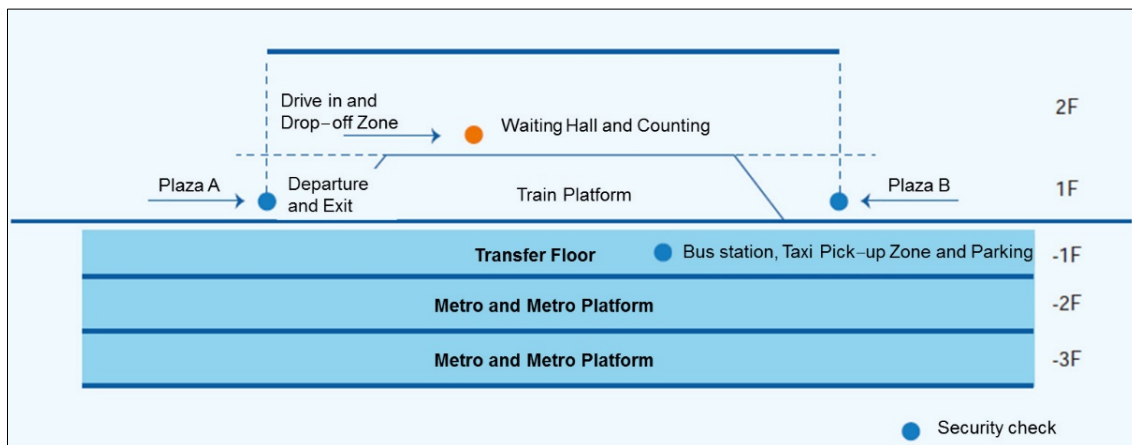 Drive in and
Drop-off Zone
Waiting Hall and Counting
2F
Plaza A
Departure
and Exit
Train Platform
Plaza B
1F
Transfer Floor
Bus station, Taxi Pick-up Zone and Parking
-1F
Metro and Metro Platform
-2F
Metro and Metro Platform
-3F
Security check